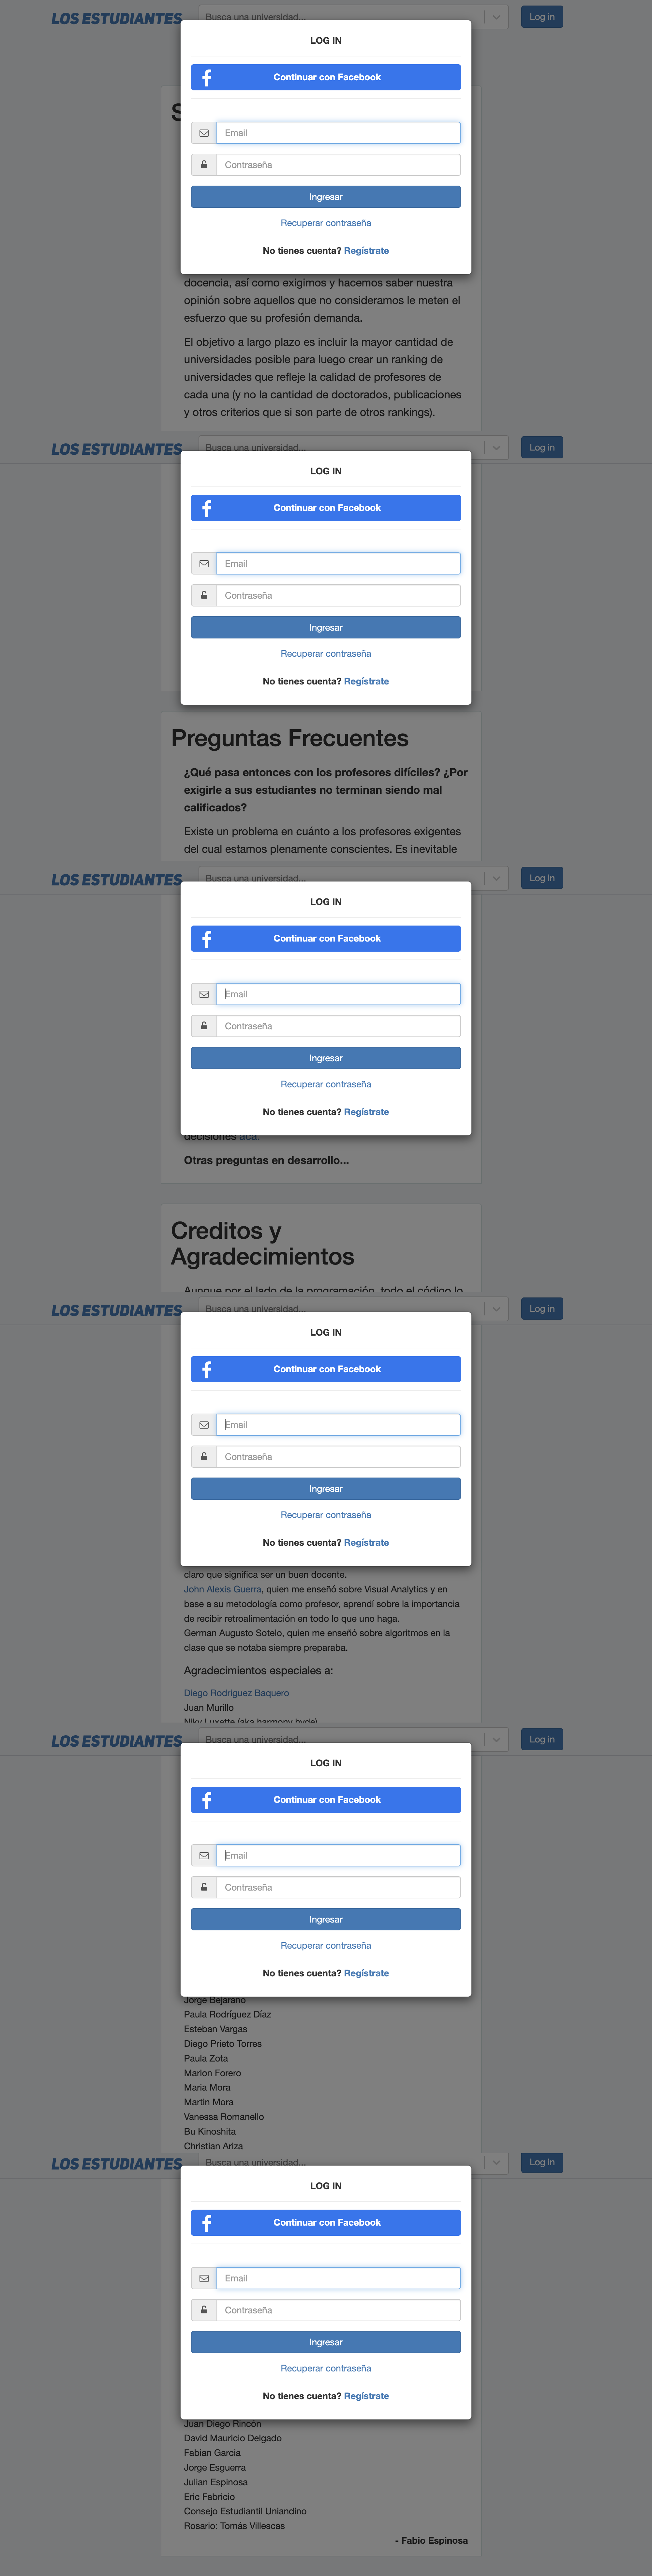 LOS ESTUDIANTES
Busca una universidad...
Log in
LOG IN
Continuar con Facebook
S
Email
Contraseña
Ingresar
Recuperar contraseña
No tienes cuenta? Regístrate
docencia, así como exigimos y hacemos saber nuestra
opinión sobre aquellos que no consideramos le meten el
esfuerzo que su profesión demanda.
El objetivo a largo plazo es incluir la mayor cantidad de
universidades posible para luego crear un ranking de
universidades que refleje la calidad de profesores de
cada una (y no la cantidad de doctorados, publicaciones
y otros criterios que si son parte de otros rankings).
LOS ESTUDIANTES
Busca una universidad...
Log in
LOG IN
Continuar con Facebook
Email
Contraseña
Ingresar
Recuperar contraseña
No tienes cuenta? Regístrate
Preguntas Frecuentes
¿Qué pasa entonces con los profesores difíciles? ¿Por
exigirle a sus estudiantes no terminan siendo mal
calificados?
Existe un problema en cuánto a los profesores exigentes
del cual estamos plenamente conscientes. Es inevitable
LOS ESTUDIANTES
Busca una universidad...
Log in
LOG IN
Continuar con Facebook
Email
Contraseña
Ingresar
Recuperar contraseña
No tienes cuenta? Regístrate
decisiones acá.
Otras preguntas en desarrollo...
Creditos y
Agradecimientos
Aunque por el lado de la programación, todo el código lo
LOS ESTUDIANTES
Busca una universidad...
Log in
LOG IN
Continuar con Facebook
Email
Contraseña
Ingresar
Recuperar contraseña
No tienes cuenta? Regístrate
claro que significa ser un buen docente.
John Alexis Guerra, quien me enseñó sobre Visual Analytics y en
base a su metodología como profesor, aprendí sobre la importancia
de recibir retroalimentación en todo lo que uno haga.
German Augusto Sotelo, quien me enseñó sobre algoritmos en la
clase que se notaba siempre preparaba.
Agradecimientos especiales a:
Diego Rodriguez Baquero
Juan Murillo
Niky Luxette (aka harmony hyde)
LOS ESTUDIANTES
Busca una universidad...
Log in
LOG IN
Continuar con Facebook
Email
Contraseña
Ingresar
Recuperar contraseña
No tienes cuenta? Regístrate
Jorge Bejarano
Paula Rodríguez Díaz
Esteban Vargas
Diego Prieto Torres
Paula Zota
Marlon Forero
Maria Mora
Martin Mora
Vanessa Romanello
Bu Kinoshita
Christian Ariza
LOS ESTUDIANTES
Busca una universidad...
Log in
LOG IN
Continuar con Facebook
Email
Contraseña
Ingresar
Recuperar contraseña
No tienes cuenta? Regístrate
Juan Diego Rincón
David Mauricio Delgado
Fabian Garcia
Jorge Esguerra
Julian Espinosa
Eric Fabricio
Consejo Estudiantil Uniandino
Rosario: Tomás Villescas
- Fabio Espinosa